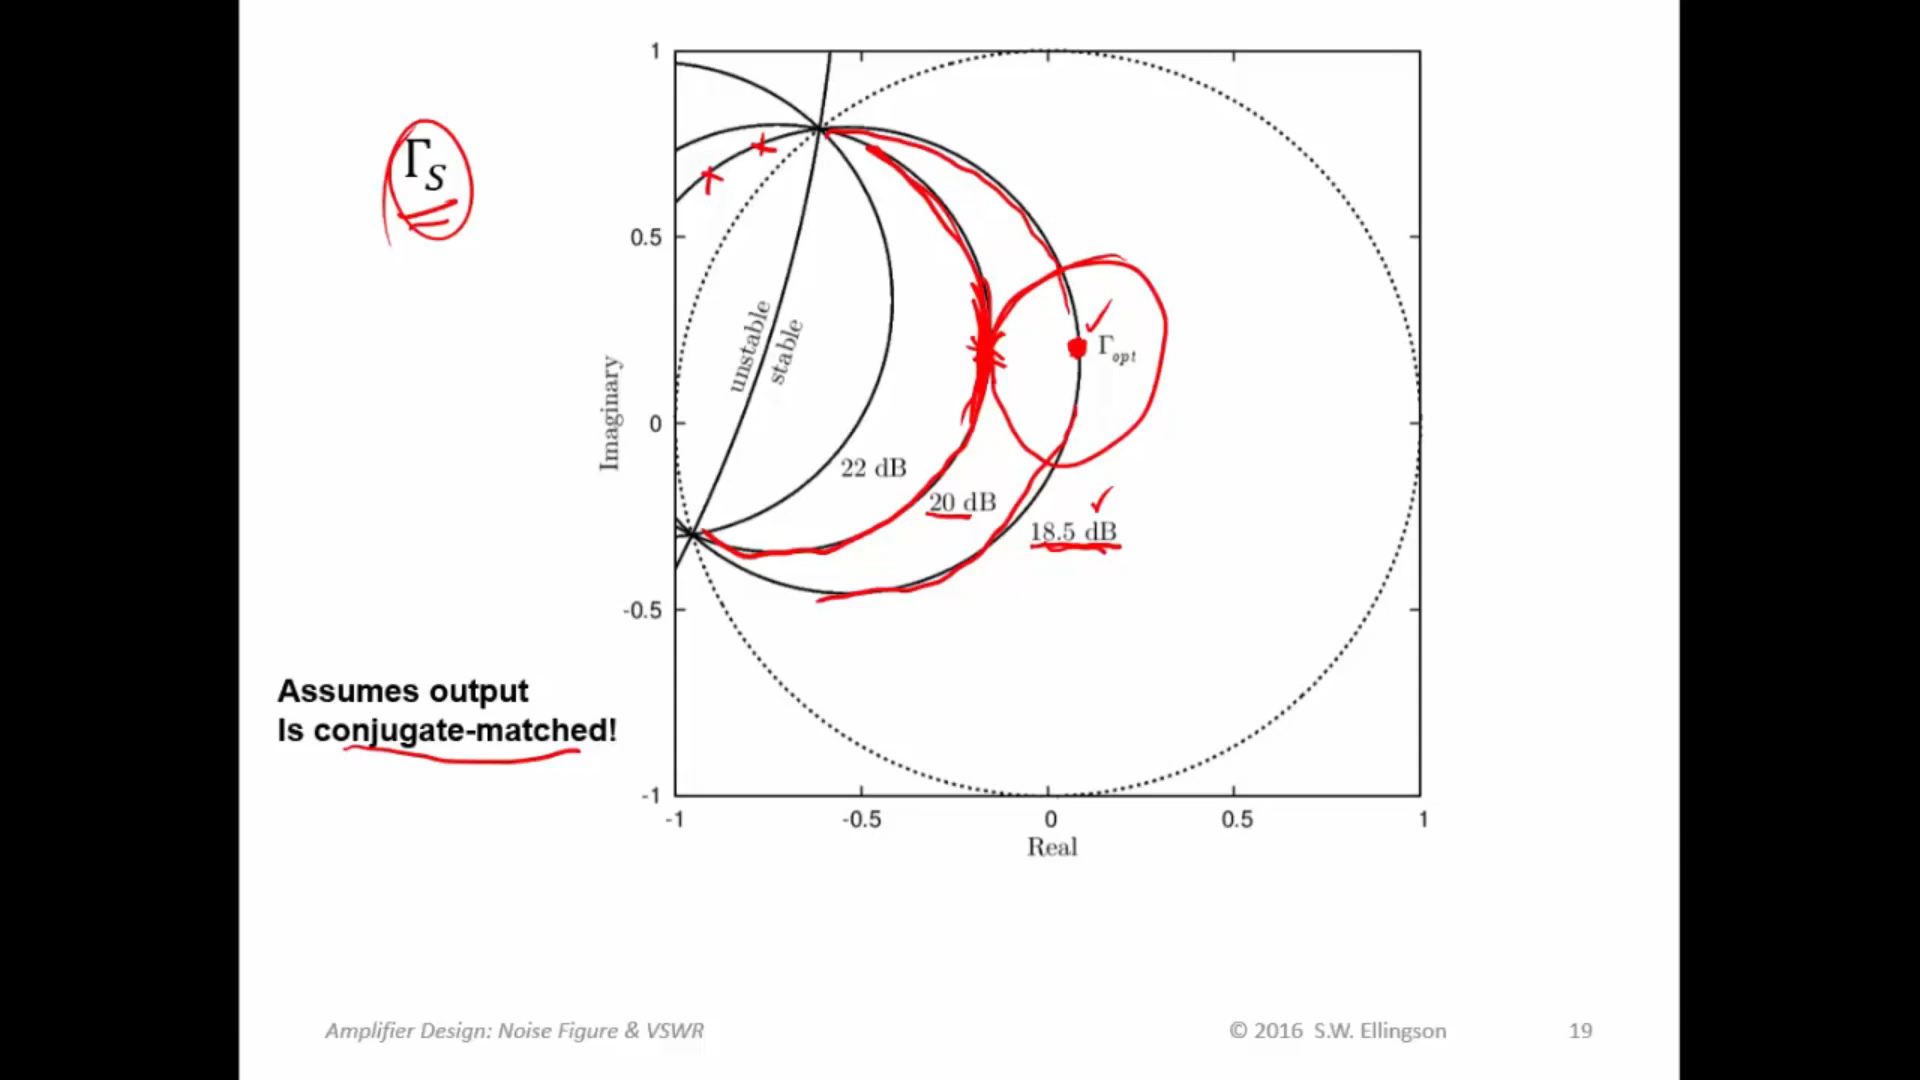 Γ_S
1
0.5
0
-0.5
-1
Imaginary
unstable
stable
Γ_opt
22 dB
20 dB
18.5 dB
-1
-0.5
0
0.5
1
Real
Assumes output
Is conjugate-matched!
Amplifier Design: Noise Figure & VSWR
© 2016 S.W. Ellingson
19